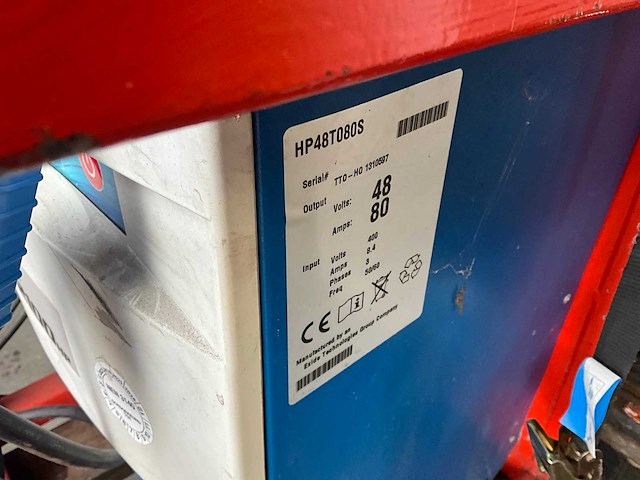 HP48T080S
Serial# TTO-HO 1310697
Output Volts: 48
Amps: 80
Input Volts 400
Amps 8.4
Phases 3
Freq 50/60
CE
Manufactured by an
Exide Technologies Group Company